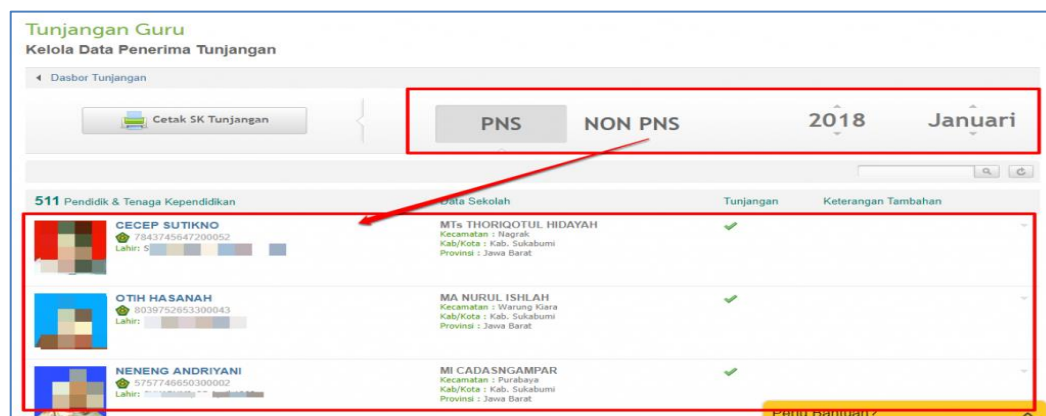 Tunjangan Guru
Kelola Data Penerima Tunjangan
Dasbor Tunjangan
Cetak SK Tunjangan
PNS NON PNS 2018 Januari
511 Pendidik & Tenaga Kependidikan Data Sekolah Tunjangan Keterangan Tambahan
CECEP SUTIKNO
7843745647200052
Lahir: S
MTs THORIQOTUL HIDAYAH
Kecamatan : Nagrak
Kab/Kota : Kab. Sukabumi
Provinsi : Jawa Barat
OTIH HASANAH
8039752653300043
Lahir:
MA NURUL ISHLAH
Kecamatan : Warung Kiara
Kab/Kota : Kab. Sukabumi
Provinsi : Jawa Barat
NENENG ANDRIYANI
5757746650300002
Lahir:
MI CADASNGAMPAR
Kecamatan : Purabaya
Kab/Kota : Kab. Sukabumi
Provinsi : Jawa Barat